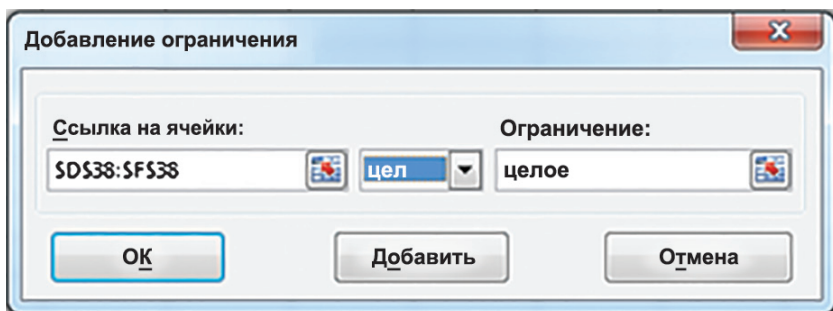 Добавление ограничения
Ссылка на ячейки:
Ограничение:
$D$38:$F$38
цел
целое
ОК
Добавить
Отмена